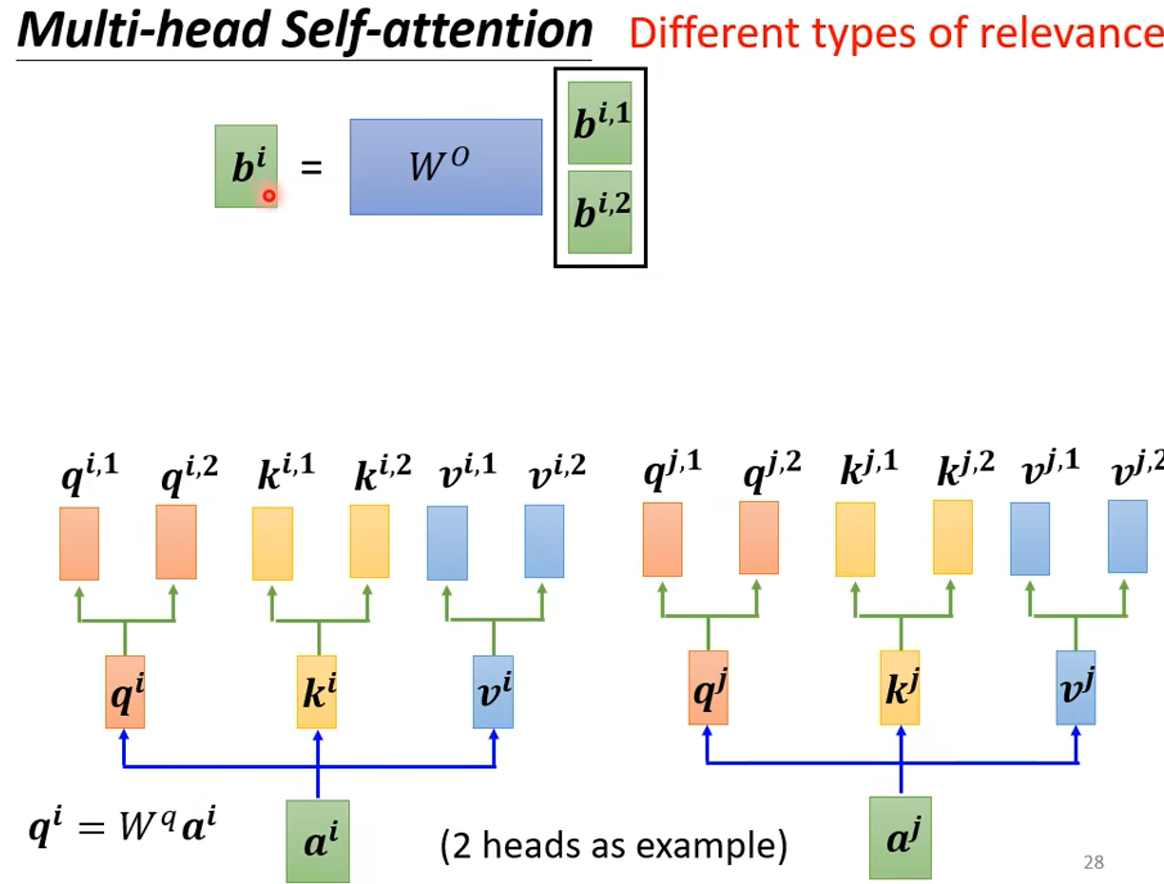 Multi-head Self-attention Different types of relevance
b^{i,1}
b^i = W^O
b^{i,2}
q^{i,1} q^{i,2} k^{i,1} k^{i,2} v^{i,1} v^{i,2} q^{j,1} q^{j,2} k^{j,1} k^{j,2} v^{j,1} v^{j,2}
q^i k^i v^i q^j k^j v^j
q^i = W^q a^i a^i (2 heads as example) a^j
28